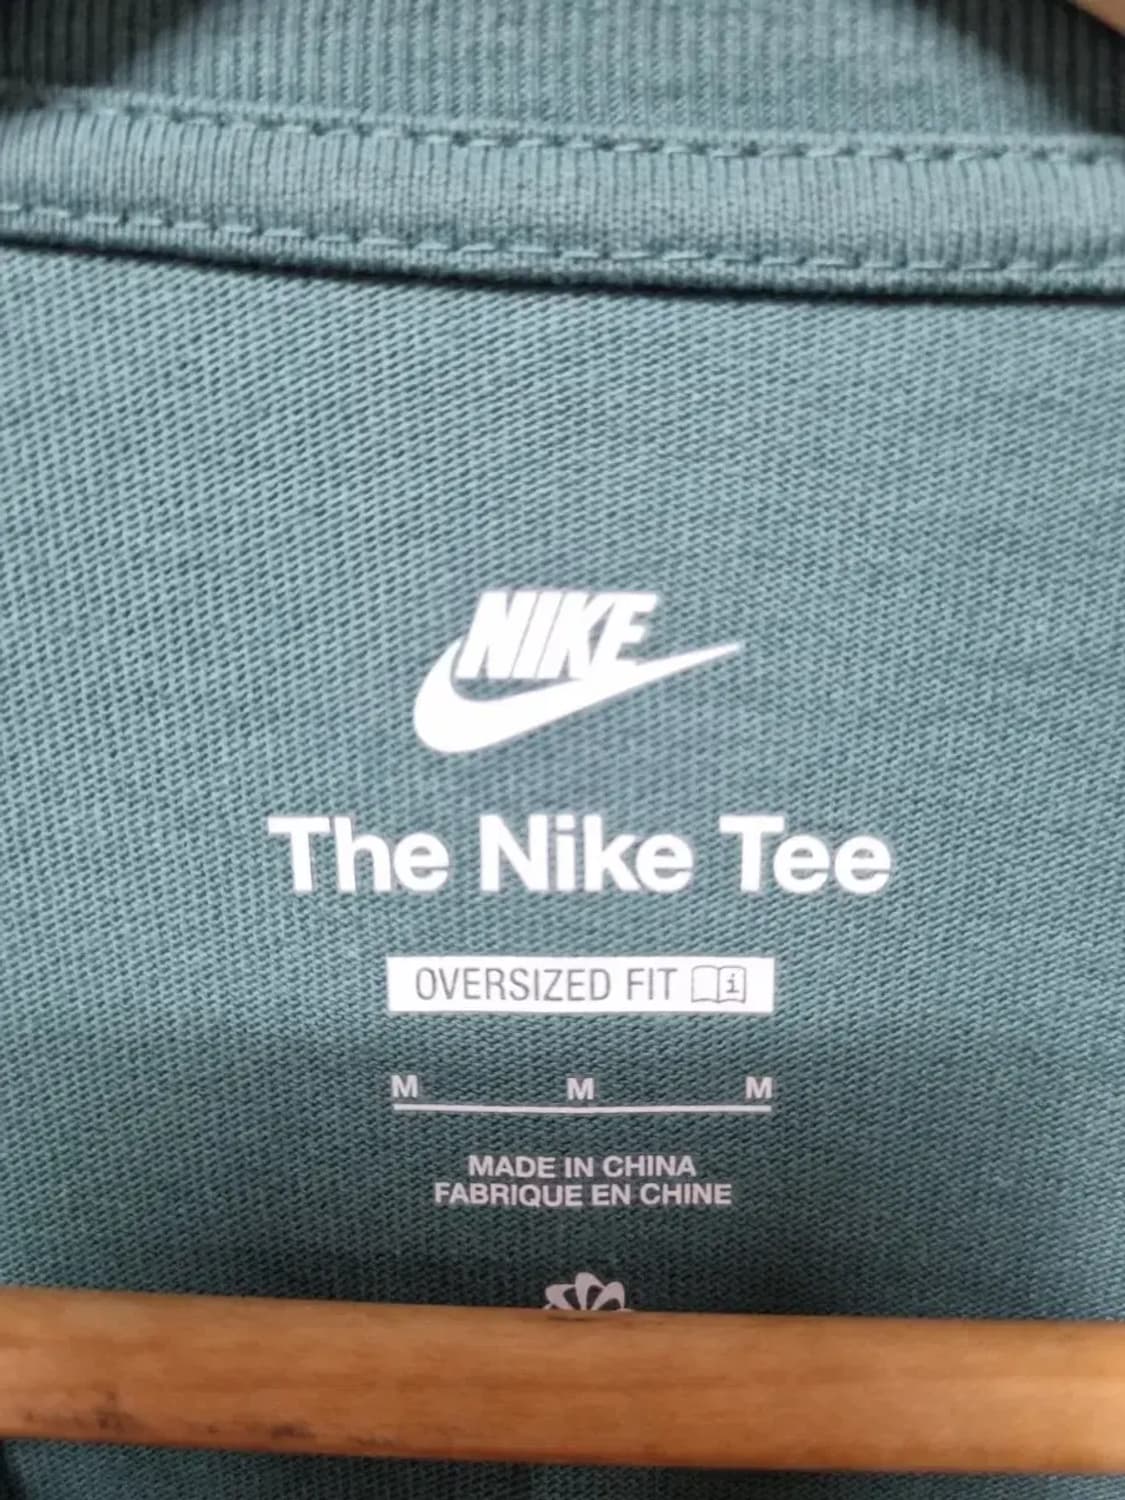 NIKE
The Nike Tee
OVERSIZED FIT i
M M M
MADE IN CHINA
FABRIQUE EN CHINE